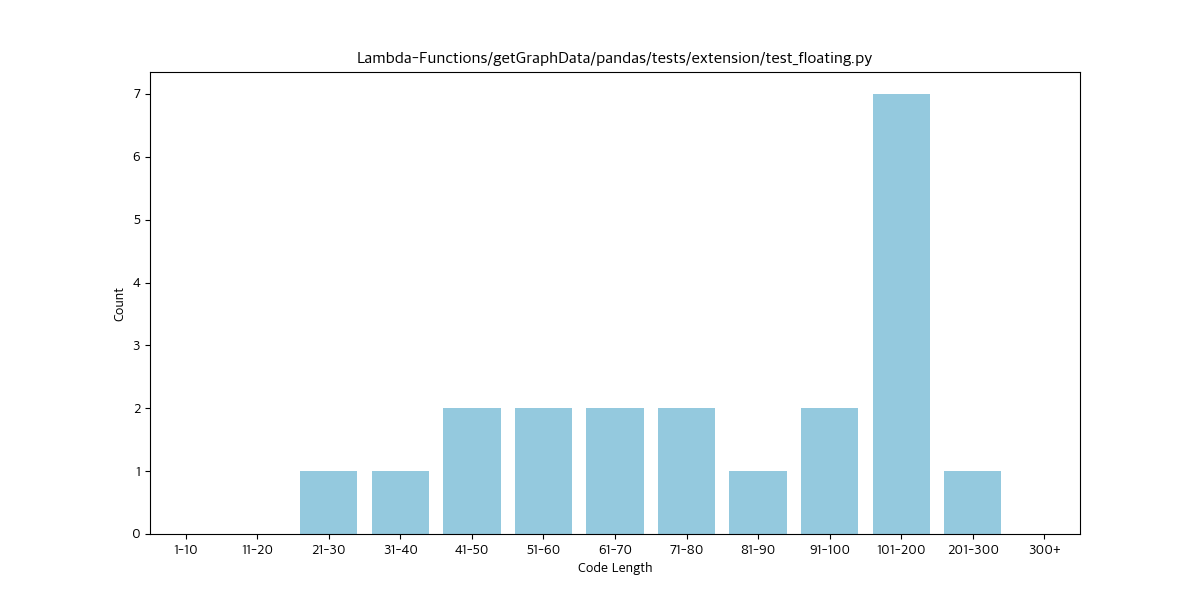 Lambda-Functions/getGraphData/pandas/tests/extension/test_floating.py
7
6
5
4
3
2
1
0
Count
1-10 11-20 21-30 31-40 41-50 51-60 61-70 71-80 81-90 91-100 101-200 201-300 300+
Code Length